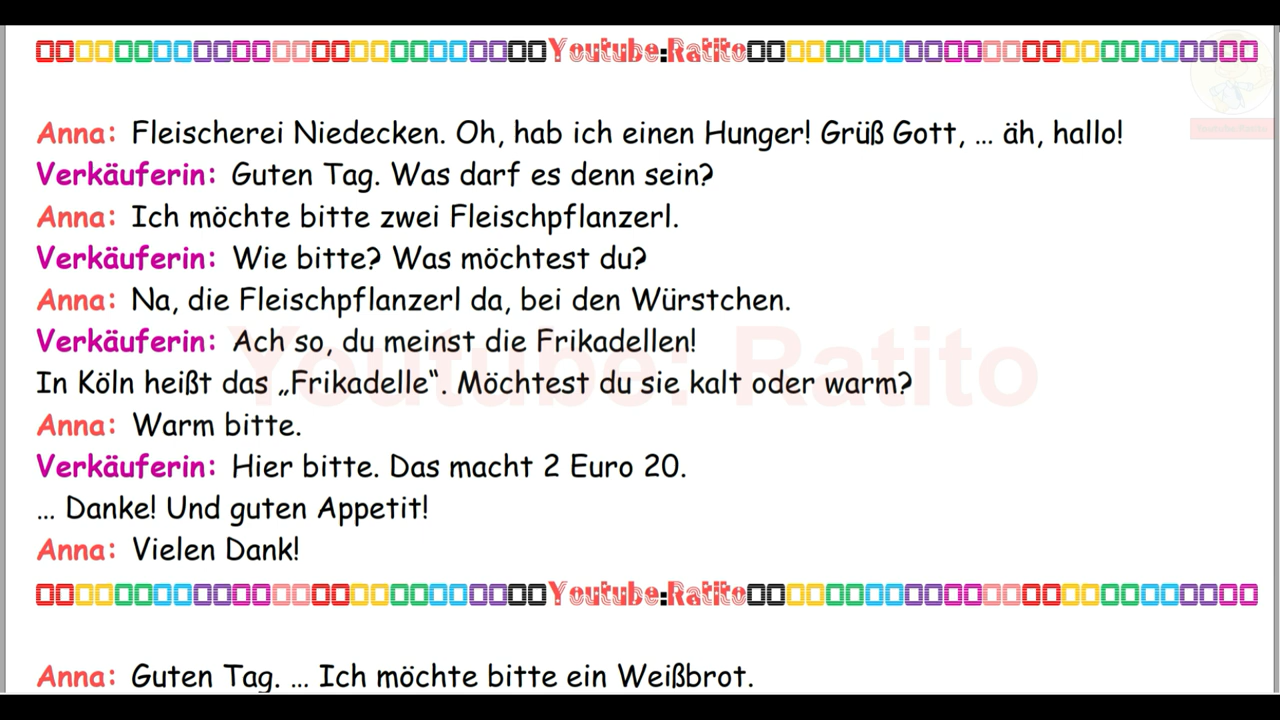 Youtube:Ratito
Anna: Fleischerei Niedecken. Oh, hab ich einen Hunger! Grüß Gott, ... äh, hallo!
Verkäuferin: Guten Tag. Was darf es denn sein?
Anna: Ich möchte bitte zwei Fleischpflanzerl.
Verkäuferin: Wie bitte? Was möchtest du?
Anna: Na, die Fleischpflanzerl da, bei den Würstchen.
Verkäuferin: Ach so, du meinst die Frikadellen!
Youtube: Ratito
In Köln heißt das „Frikadelle“. Möchtest du sie kalt oder warm?
Anna: Warm bitte.
Verkäuferin: Hier bitte. Das macht 2 Euro 20.
... Danke! Und guten Appetit!
Anna: Vielen Dank!
Youtube:Ratito
Anna: Guten Tag. ... Ich möchte bitte ein Weißbrot.